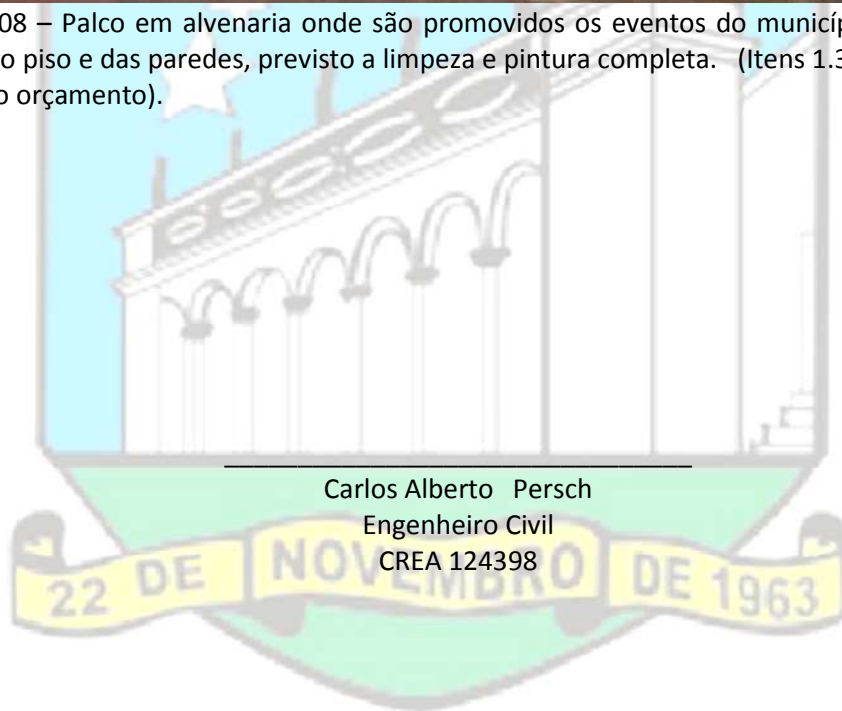 08 – Palco em alvenaria onde são promovidos os eventos do municíp
o piso e das paredes, previsto a limpeza e pintura completa. (Itens 1.3
o orçamento).
Carlos Alberto Persch
Engenheiro Civil
CREA 124398
22 DE NOVEMBRO DE 1963